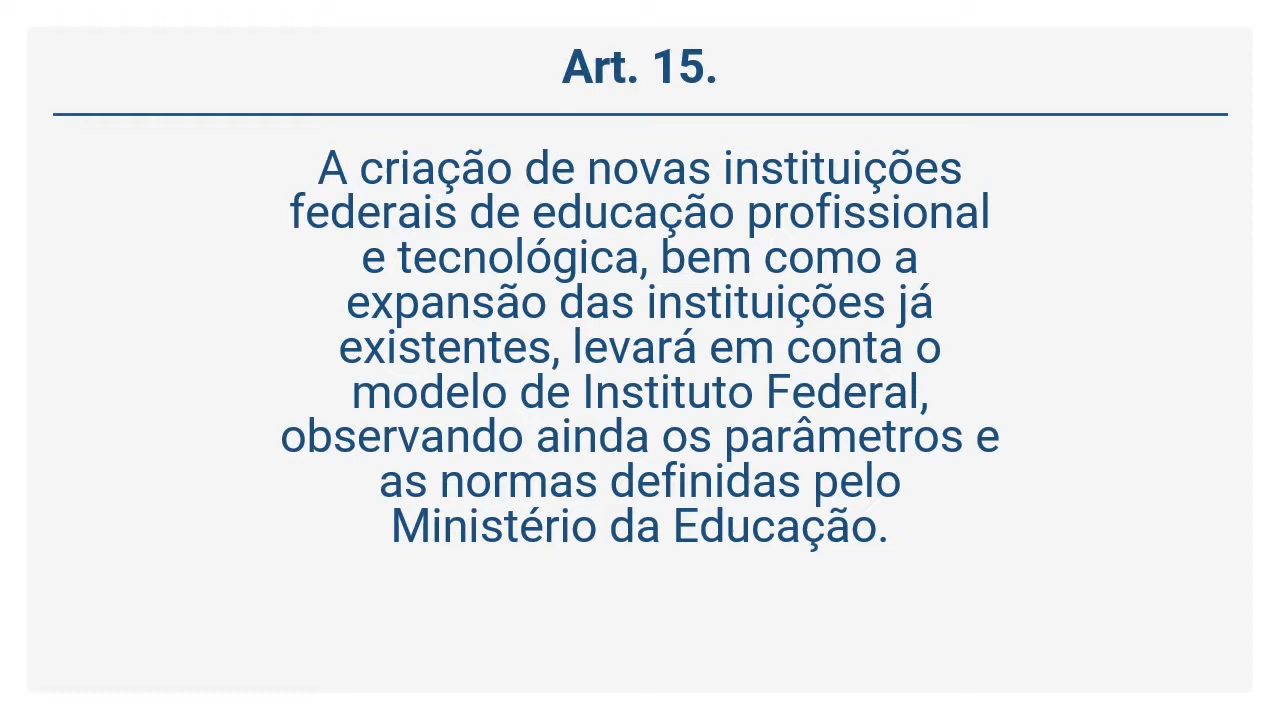 Art. 15.
A criação de novas instituições
federais de educação profissional
e tecnológica, bem como a
expansão das instituições já
existentes, levará em conta o
modelo de Instituto Federal,
observando ainda os parâmetros e
as normas definidas pelo
Ministério da Educação.